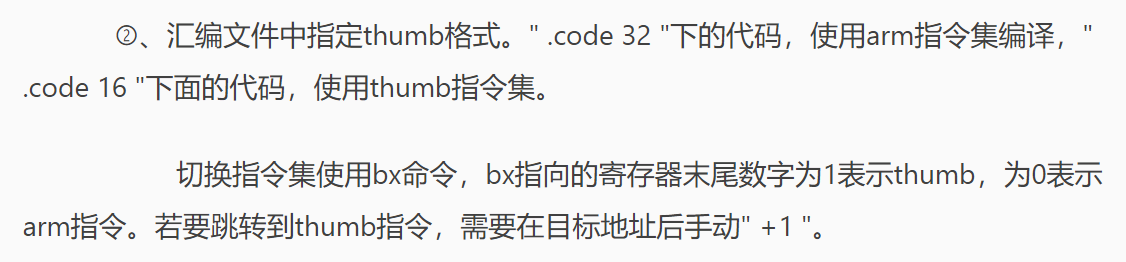 ②、汇编文件中指定thumb格式。" .code 32 "下的代码，使用arm指令集编译，"
.code 16 "下面的代码，使用thumb指令集。
切换指令集使用bx命令，bx指向的寄存器末尾数字为1表示thumb，为0表示
arm指令。若要跳转到thumb指令，需要在目标地址后手动" +1 "。